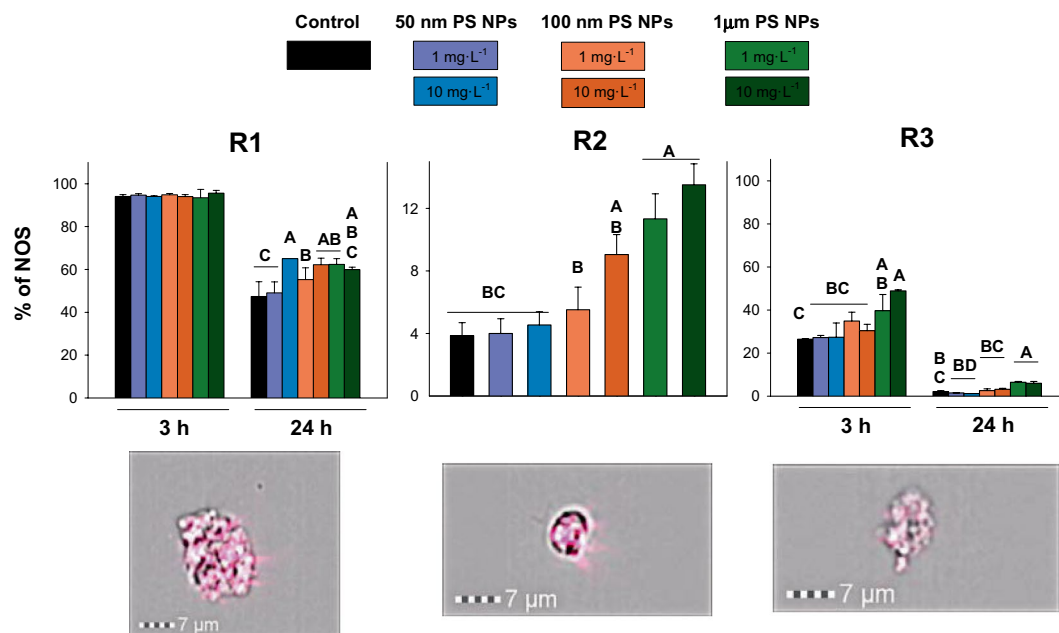 Control 50 nm PS NPs 100 nm PS NPs 1μm PS NPs
1 mg·L⁻¹ 1 mg·L⁻¹ 1 mg·L⁻¹
10 mg·L⁻¹ 10 mg·L⁻¹ 10 mg·L⁻¹
R1 R2 R3
% of NOS
100
80
60
40
20
0
C A B AB A B C
3 h 24 h
12
8
4
0
BC B A B A
100
80
60
40
20
0
C BC A B A
B C BD BC A
3 h 24 h
7 μm 7 μm 7 μm